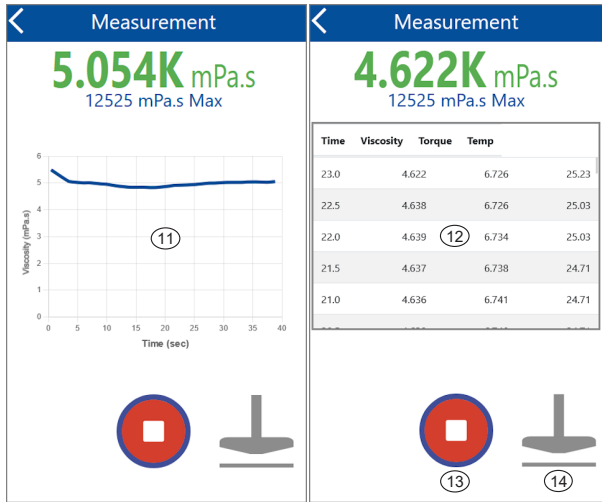 Measurement
5.054K mPa.s
12525 mPa.s Max
6
5
4
3
2
1
0
Viscosity (mPa.s)
0 5 10 15 20 25 30 35 40
Time (sec)
11
Measurement
4.622K mPa.s
12525 mPa.s Max
Time Viscosity Torque Temp
23.0 4.622 6.726 25.23
22.5 4.638 6.726 25.03
22.0 4.639 6.734 25.03
21.5 4.637 6.738 24.71
21.0 4.636 6.741 24.71
12
13
14